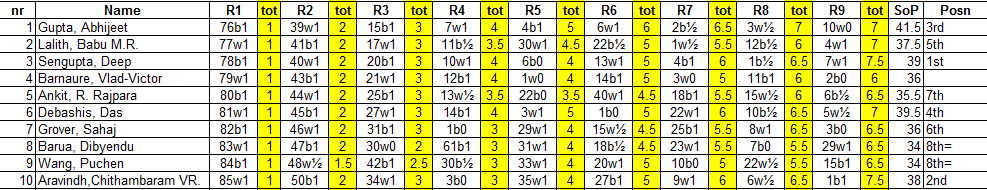 nr Name R1 tot R2 tot R3 tot R4 tot R5 tot R6 tot R7 tot R8 tot R9 tot SoP Posn
1 Gupta, Abhijeet 76b1 1 39w1 2 15b1 3 7w1 4 4b1 5 6w1 6 2b½ 6.5 3w½ 7 10w0 7 41.5 3rd
2 Lalith, Babu M.R. 77w1 1 41b1 2 17w1 3 11b½ 3.5 30w1 4.5 22b½ 5 1w½ 5.5 12b½ 6 4w1 7 37.5 5th
3 Sengupta, Deep 78b1 1 40w1 2 20b1 3 10w1 4 6b0 4 13w1 5 4b1 6 1b½ 6.5 7w1 7.5 39 1st
4 Barnaure, Vlad-Victor 79w1 1 43b1 2 21w1 3 12b1 4 1w0 4 14b1 5 3w0 5 11b1 6 2b0 6 36
5 Ankit, R. Rajpara 80b1 1 44w1 2 25b1 3 13w½ 3.5 22b0 3.5 40w1 4.5 18b1 5.5 15w½ 6 6b½ 6.5 35.5 7th
6 Debashis, Das 81w1 1 45b1 2 27w1 3 14b1 4 3w1 5 1b0 5 22w1 6 10b½ 6.5 5w½ 7 39.5 4th
7 Grover, Sahaj 82b1 1 46w1 2 31b1 3 1b0 3 29w1 4 15w½ 4.5 25b1 5.5 8w1 6.5 3b0 6.5 36 6th
8 Barua, Dibyendu 83w1 1 47b1 2 30w0 2 61b1 3 31w1 4 18b½ 4.5 23w1 5.5 7b0 5.5 29w1 6.5 34 8th=
9 Wang, Puchen 84b1 1 48w½ 1.5 42b1 2.5 30b½ 3 33w1 4 20w1 5 10b0 5 22w½ 5.5 15b1 6.5 34 8th=
10 Aravindh,Chithambaram VR. 85w1 1 50b1 2 34w1 3 3b0 3 35w1 4 27b1 5 9w1 6 6w½ 6.5 1b1 7.5 38 2nd